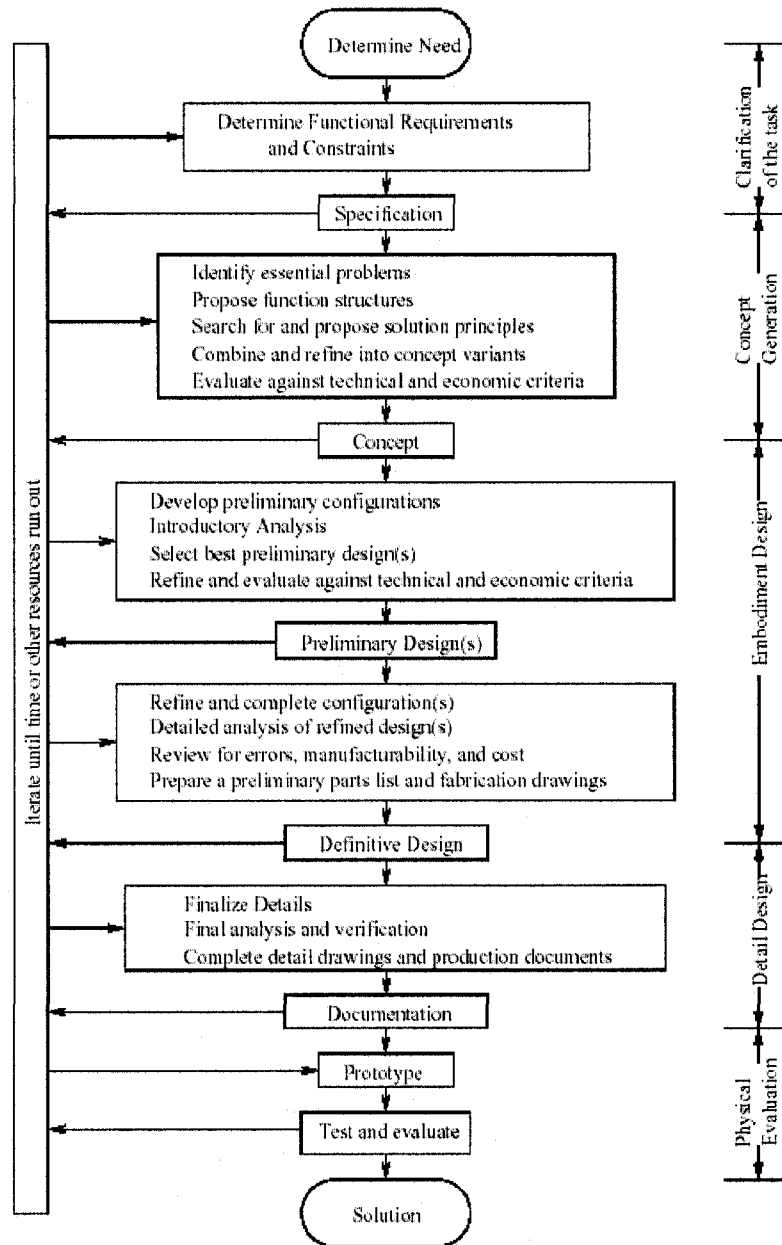 Determine Need
Determine Functional Requirements
and Constraints
Specification
Identify essential problems
Propose function structures
Search for and propose solution principles
Combine and refine into concept variants
Evaluate against technical and economic criteria
Concept
Develop preliminary configurations
Introductory Analysis
Select best preliminary design(s)
Refine and evaluate against technical and economic criteria
Preliminary Design(s)
Refine and complete configuration(s)
Detailed analysis of refined design(s)
Review for errors, manufacturability, and cost
Prepare a preliminary parts list and fabrication drawings
Definitive Design
Finalize Details
Final analysis and verification
Complete detail drawings and production documents
Documentation
Prototype
Test and evaluate
Solution
Iterate until time or other resources run out
Clarification
of the task
Concept
Generation
Embodiment Design
Detail Design
Physical
Evaluation